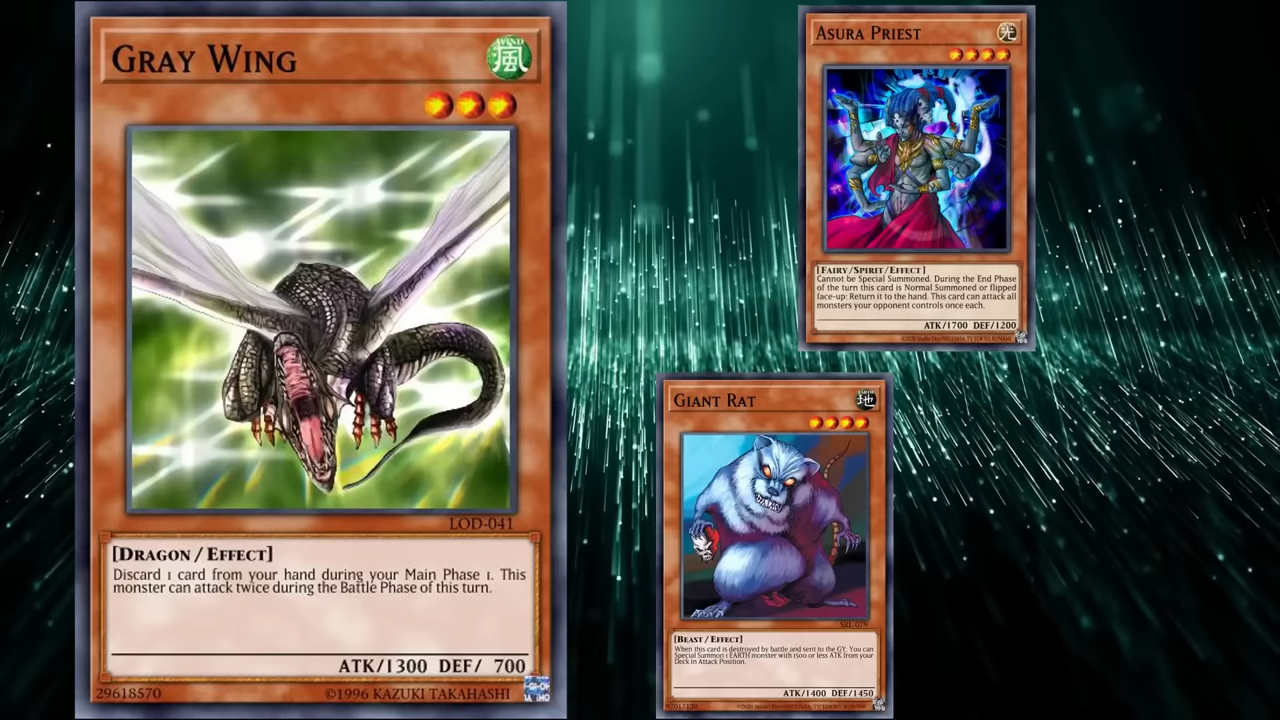 GRAY WING
WIND
風
LOD-041
[DRAGON / EFFECT]
Discard 1 card from your hand during your Main Phase 1. This
monster can attack twice during the Battle Phase of this turn.
ATK/1300 DEF/ 700
29618570
©1996 KAZUKI TAKAHASHI
ASURA PRIEST
光
[FAIRY/SPIRIT/EFFECT]
Cannot be Special Summoned. During the End Phase
of the turn this card is Normal Summoned or flipped
face-up: Return it to the hand. This card can attack all
monsters your opponent controls once each.
ATK/1700 DEF/1200
GIANT RAT
地
SRL-079
[BEAST / EFFECT]
When this card is destroyed by battle and sent to the GY: You can
Special Summon 1 EARTH monster with 1500 or less ATK from your
Deck in Attack Position.
ATK/1400 DEF/1450